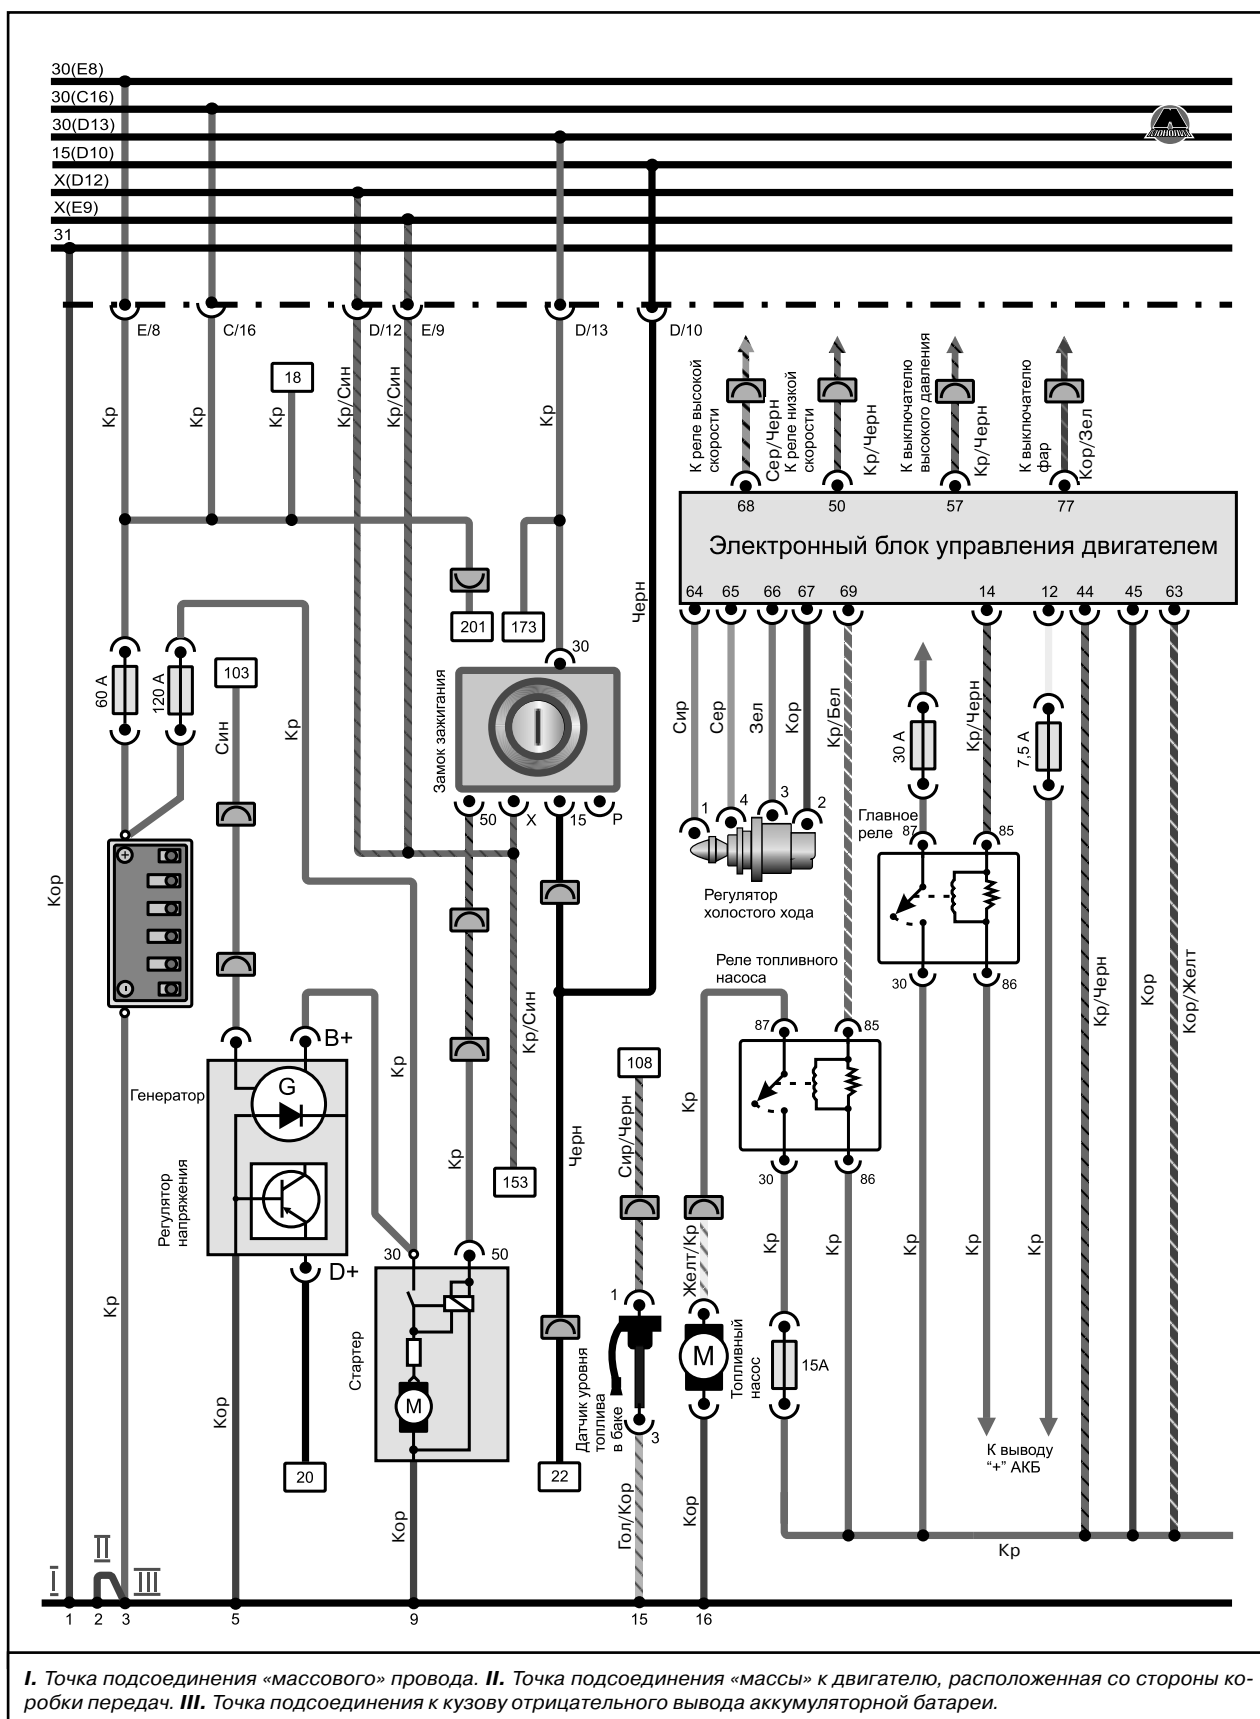 30(E8)
30(C16)
30(D13)
15(D10)
X(D12)
X(E9)
31
E/8
C/16
D/12
E/9
D/13
D/10
18
Кр
Кр
Кр
Кр/Син
Кр/Син
Кр
К реле высокой
скорости
Сер/Черн
К реле низкой
скорости
Кр/Черн
К выключателю
высокого давления
Кр/Черн
К выключателю
фар
Кор/Зел
68
50
57
77
Электронный блок управления двигателем
64
65
66
67
69
14
12
44
45
63
201
173
Черн
30
60 А
120 А
103
Син
Кр
Замок зажигания
50
X
15
P
Сир
Сер
Зел
Кор
Кр/Бел
30 А
Кр/Черн
7,5 А
1
4
3
2
Регулятор
холостого хода
Главное
реле
87
85
30
86
Кор
+
-
Реле топливного
насоса
87
85
30
86
Кр/Черн
Кор
Кор/Желт
B+
Генератор
G
Регулятор
напряжения
D+
Кр
Кр/Син
Кр
153
Черн
108
Сир/Черн
Кр
30
50
Стартер
M
Кр
Кор
20
Кор
22
1
Датчик уровня
топлива
в баке
3
Желт/Кр
M
Топливный
насос
15А
Кр
Кр
Кр
Кр
Кр
К выводу
“+” АКБ
Гол/Кор
Кор
Кр
I
II
III
1
2
3
5
9
15
16
I. Точка подсоединения «массового» провода. II. Точка подсоединения «массы» к двигателю, расположенная со стороны ко-
робки передач. III. Точка подсоединения к кузову отрицательного вывода аккумуляторной батареи.